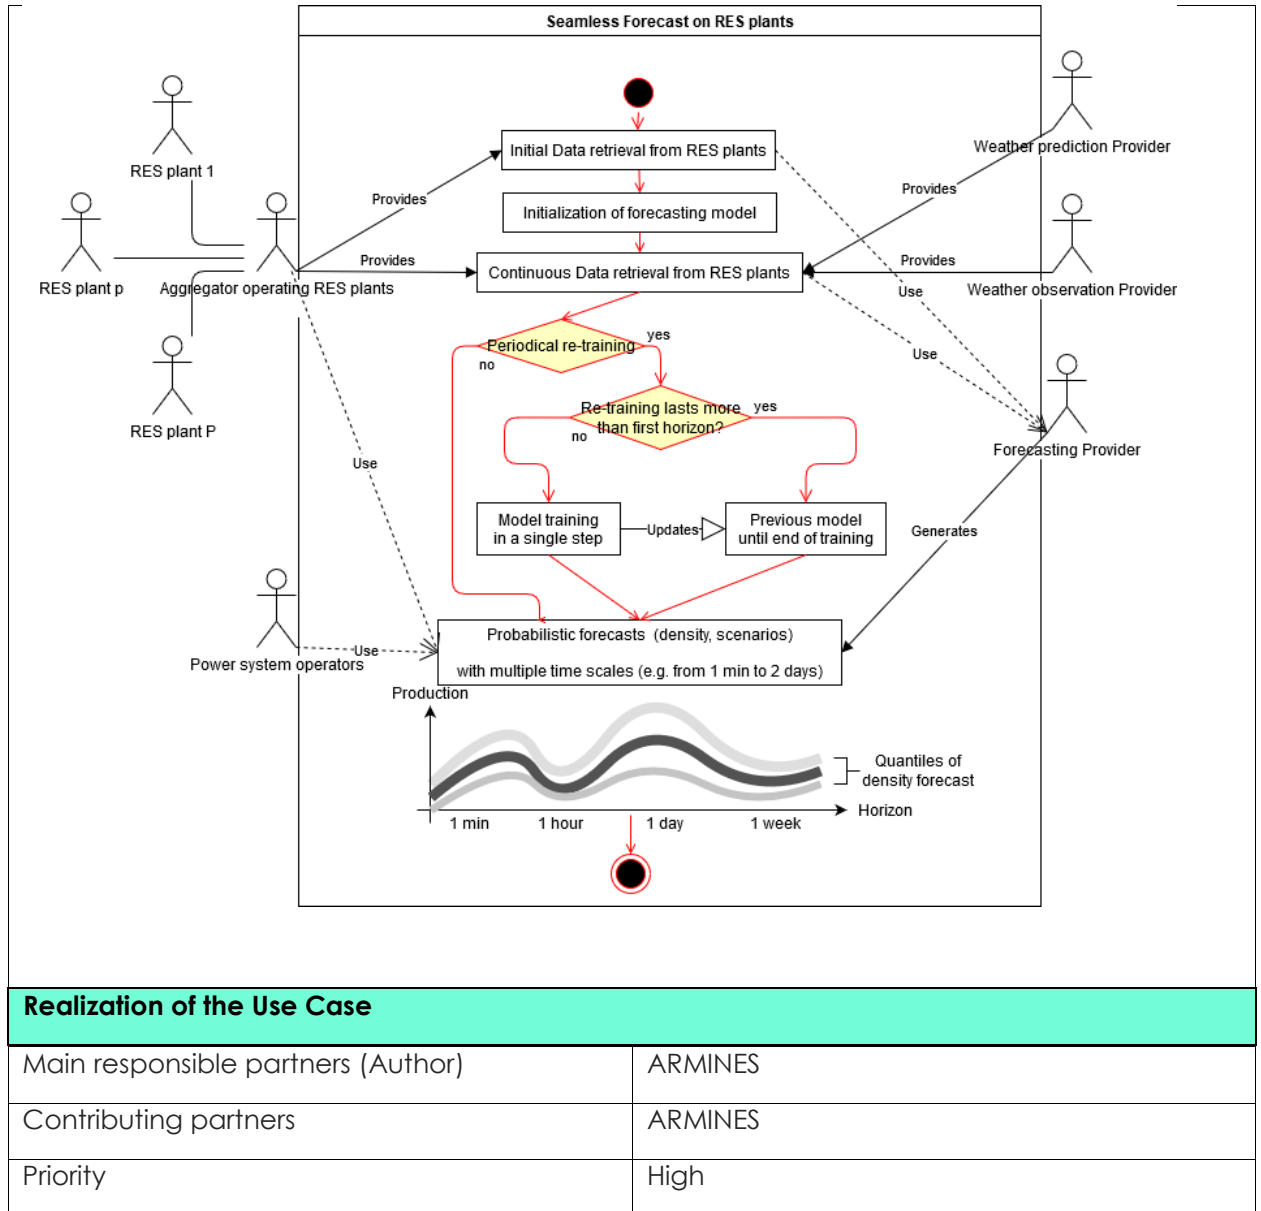 Seamless Forecast on RES plants
RES plant 1
RES plant p
Aggregator operating RES plants
RES plant P
Power system operators
Weather prediction Provider
Weather observation Provider
Forecasting Provider
Initial Data retrieval from RES plants
Provides
Provides
Initialization of forecasting model
Provides
Provides
Continuous Data retrieval from RES plants
Use
Use
Periodical re-training
yes
no
Re-training lasts more
than first horizon?
yes
no
Use
Model training
in a single step
Updates
Previous model
until end of training
Generates
Use
Probabilistic forecasts (density, scenarios)
with multiple time scales (e.g. from 1 min to 2 days)
Production
Quantiles of
density forecast
Horizon
1 min
1 hour
1 day
1 week
Realization of the Use Case
Main responsible partners (Author)
ARMINES
Contributing partners
ARMINES
Priority
High